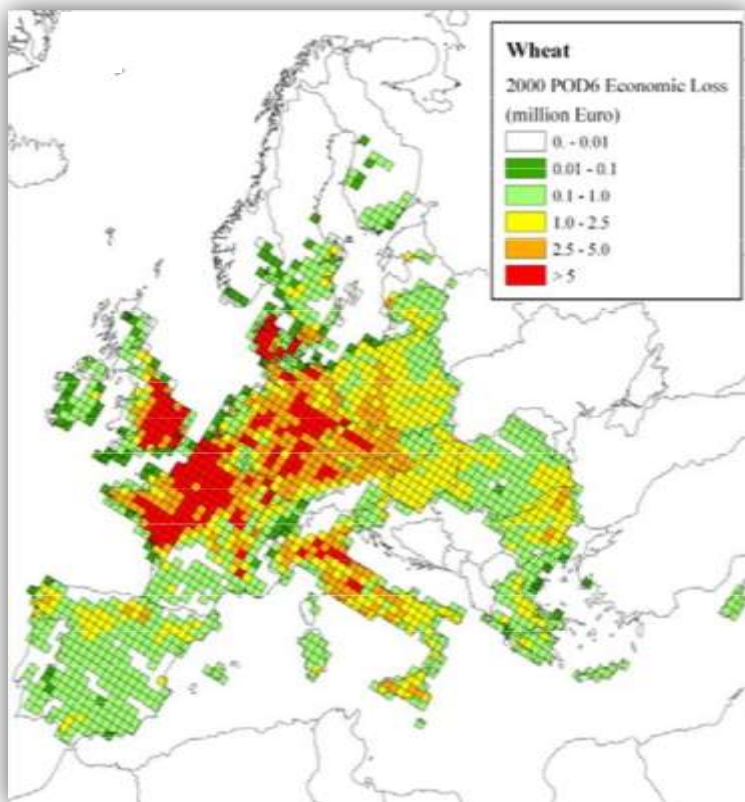 Wheat
2000 POD6 Economic Loss
(million Euro)
0. - 0.01
0.01 - 0.1
0.1 - 1.0
1.0 - 2.5
2.5 - 5.0
> 5